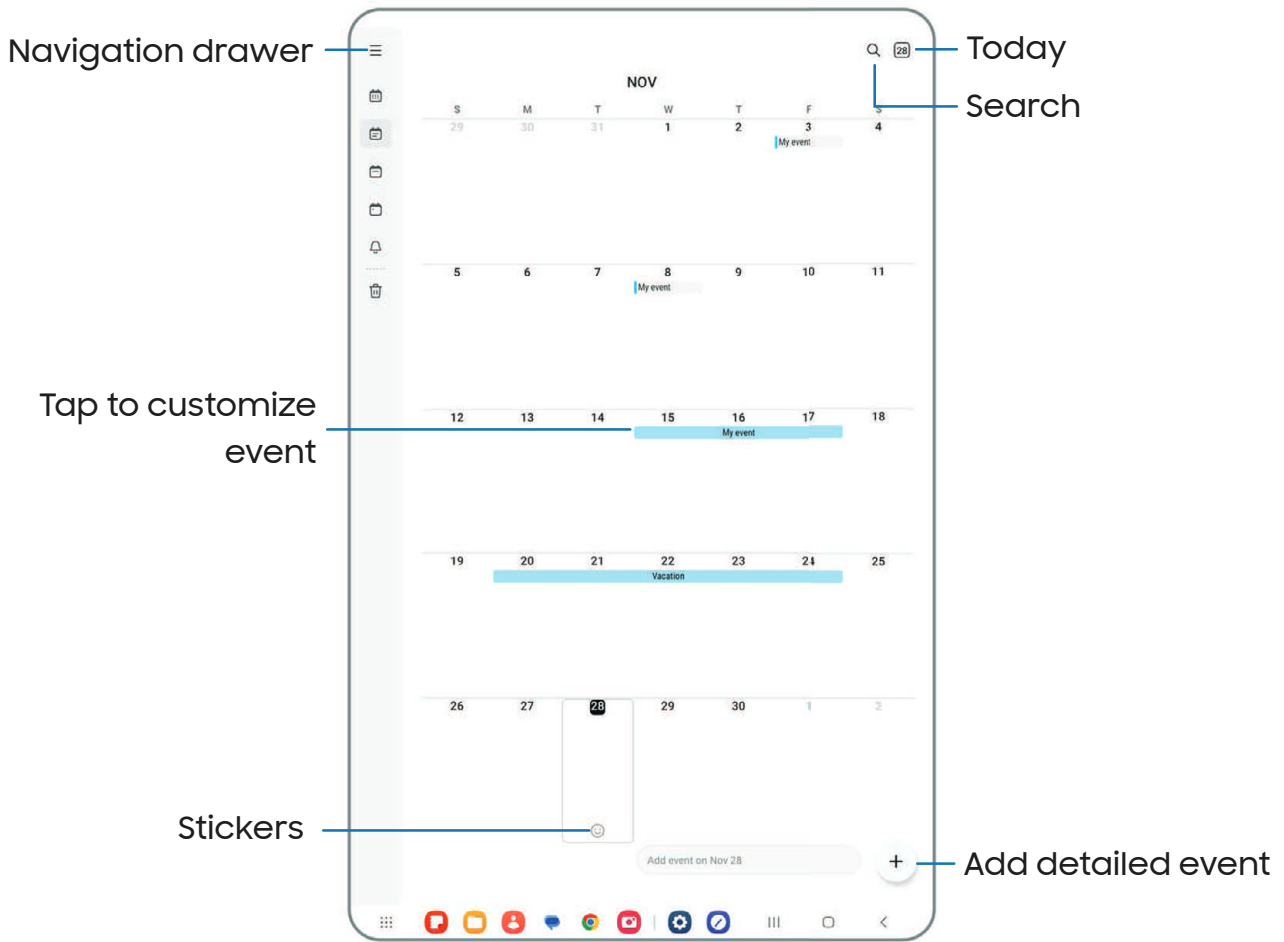 Navigation drawer
28
Today
Search
NOV
S M T W T F S
29 30 31 1 2 3 4
My event
5 6 7 8 9 10 11
My event
12 13 14 15 16 17 18
My event
Tap to customize
event
19 20 21 22 23 24 25
Vacation
26 27 28 29 30 1 2
Stickers
Add event on Nov 28
+
Add detailed event